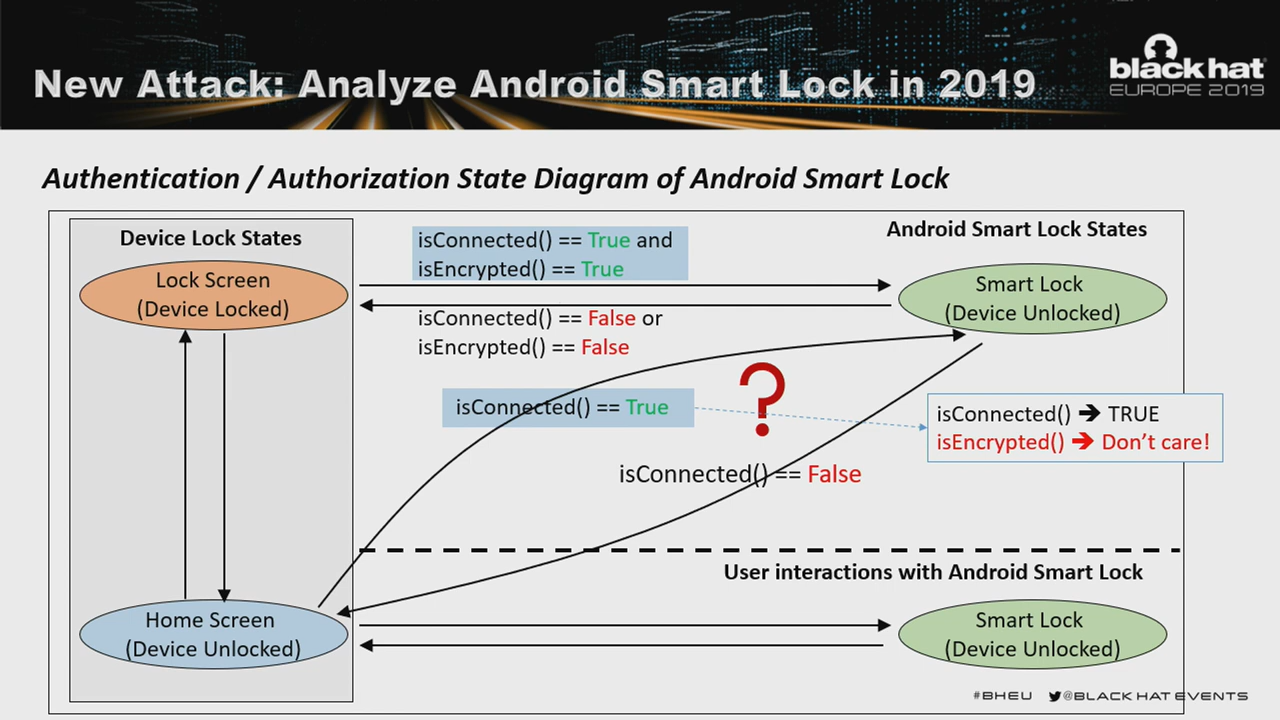 New Attack: Analyze Android Smart Lock in 2019
black hat
EUROPE 2019
Authentication / Authorization State Diagram of Android Smart Lock
Device Lock States
Lock Screen
(Device Locked)
isConnected() == True and
isEncrypted() == True
Android Smart Lock States
Smart Lock
(Device Unlocked)
isConnected() == False or
isEncrypted() == False
isConnected() == True
?
isConnected() ➔ TRUE
isEncrypted() ➔ Don't care!
isConnected() == False
User interactions with Android Smart Lock
Home Screen
(Device Unlocked)
Smart Lock
(Device Unlocked)
#BHEU @BLACK HAT EVENTS